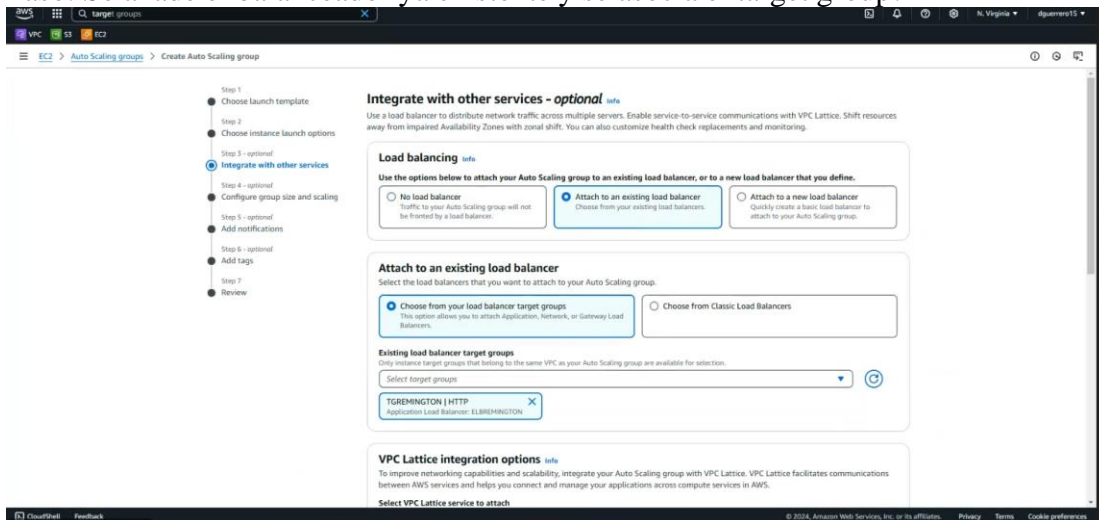 aws
target groups
N. Virginia
dguerrero15
VPC
S3
EC2
EC2 > Auto Scaling groups > Create Auto Scaling group
Step 1
Choose launch template
Step 2
Choose instance launch options
Step 3 - optional
Integrate with other services
Step 4 - optional
Configure group size and scaling
Step 5 - optional
Add notifications
Step 6 - optional
Add tags
Step 7
Review
Integrate with other services - optional Info
Use a load balancer to distribute network traffic across multiple servers. Enable service-to-service communications with VPC Lattice. Shift resources
away from impaired Availability Zones with zonal shift. You can also customize health check replacements and monitoring.
Load balancing Info
Use the options below to attach your Auto Scaling group to an existing load balancer, or to a new load balancer that you define.
No load balancer
Traffic to your Auto Scaling group will not
be fronted by a load balancer.
Attach to an existing load balancer
Choose from your existing load balancers.
Attach to a new load balancer
Quickly create a basic load balancer to
attach to your Auto Scaling group.
Attach to an existing load balancer
Select the load balancers that you want to attach to your Auto Scaling group.
Choose from your load balancer target groups
This option allows you to attach Application, Network, or Gateway Load
Balancers.
Choose from Classic Load Balancers
Existing load balancer target groups
Only instance target groups that belong to the same VPC as your Auto Scaling group are available for selection.
Select target groups
TGREMINGTON | HTTP
Application Load Balancer: ELBREMINGTON
VPC Lattice integration options Info
To improve networking capabilities and scalability, integrate your Auto Scaling group with VPC Lattice. VPC Lattice facilitates communications
between AWS services and helps you connect and manage your applications across compute services in AWS.
Select VPC Lattice service to attach
CloudShell Feedback
© 2024, Amazon Web Services, Inc. or its affiliates. Privacy Terms Cookie preferences